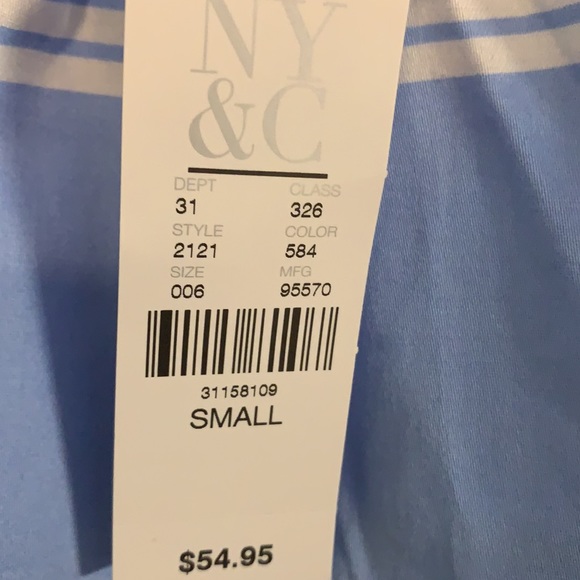 NY
&C
DEPT CLASS
31 326
STYLE COLOR
2121 584
SIZE MFG
006 95570
31158109
SMALL
$54.95